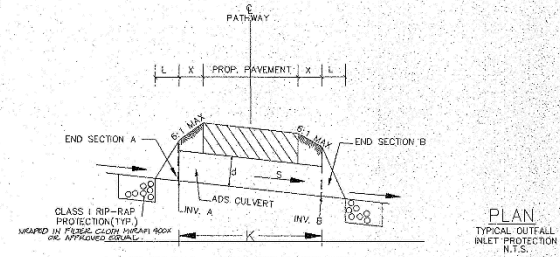 ℄
PATHWAY
L X PROP. PAVEMENT X L
6:1 MAX
6:1 MAX
END SECTION A
END SECTION B
d
S
ADS CULVERT
CLASS I RIP-RAP
PROTECTION(TYP.)
WRAPED IN FILTER CLOTH MIRAFI 400X
OR APPROVED EQUAL.
INV. A
INV. B
K
PLAN
TYPICAL OUTFALL
INLET PROTECTION
N.T.S.